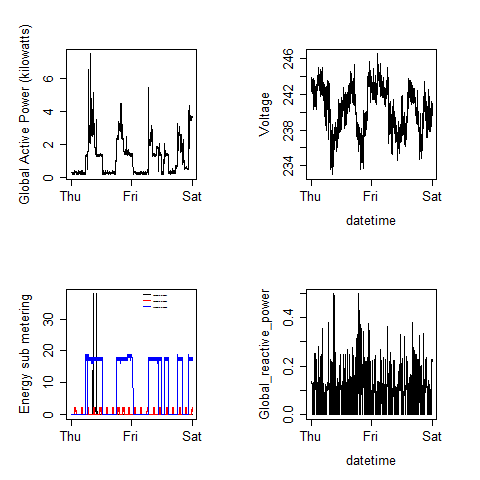 Global Active Power (kilowatts)
0 2 4 6
Thu Fri Sat
Voltage
234 238 242 246
Thu Fri Sat
datetime
Energy sub metering
0 10 20 30
Thu Fri Sat
Global_reactive_power
0.0 0.2 0.4
Thu Fri Sat
datetime